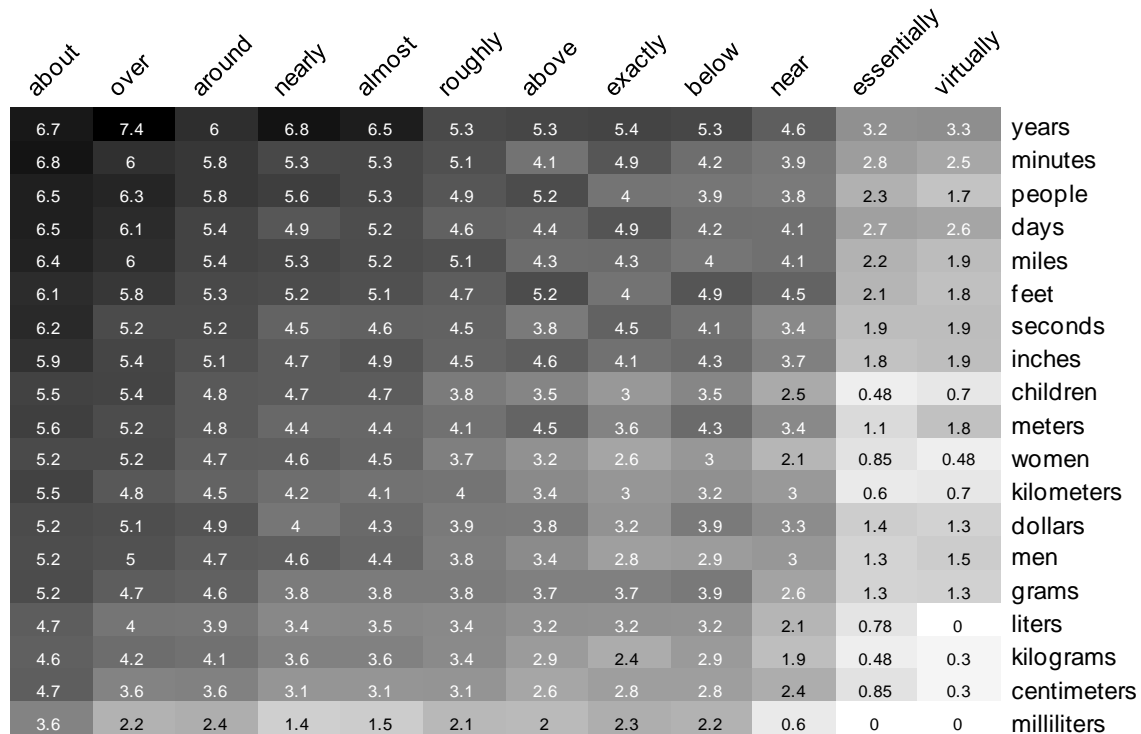 about over around nearly almost roughly above exactly below near essentially virtually
6.7 7.4 6 6.8 6.5 5.3 5.3 5.4 5.3 4.6 3.2 3.3 years
6.8 6 5.8 5.3 5.3 5.1 4.1 4.9 4.2 3.9 2.8 2.5 minutes
6.5 6.3 5.8 5.6 5.3 4.9 5.2 4 3.9 3.8 2.3 1.7 people
6.5 6.1 5.4 4.9 5.2 4.6 4.4 4.9 4.2 4.1 2.7 2.6 days
6.4 6 5.4 5.3 5.2 5.1 4.3 4.3 4 4.1 2.2 1.9 miles
6.1 5.8 5.3 5.2 5.1 4.7 5.2 4 4.9 4.5 2.1 1.8 feet
6.2 5.2 5.2 4.5 4.6 4.5 3.8 4.5 4.1 3.4 1.9 1.9 seconds
5.9 5.4 5.1 4.7 4.9 4.5 4.6 4.1 4.3 3.7 1.8 1.9 inches
5.5 5.4 4.8 4.7 4.7 3.8 3.5 3 3.5 2.5 0.48 0.7 children
5.6 5.2 4.8 4.4 4.4 4.1 4.5 3.6 4.3 3.4 1.1 1.8 meters
5.2 5.2 4.7 4.6 4.5 3.7 3.2 2.6 3 2.1 0.85 0.48 women
5.5 4.8 4.5 4.2 4.1 4 3.4 3 3.2 3 0.6 0.7 kilometers
5.2 5.1 4.9 4 4.3 3.9 3.8 3.2 3.9 3.3 1.4 1.3 dollars
5.2 5 4.7 4.6 4.4 3.8 3.4 2.8 2.9 3 1.3 1.5 men
5.2 4.7 4.6 3.8 3.8 3.8 3.7 3.7 3.9 2.6 1.3 1.3 grams
4.7 4 3.9 3.4 3.5 3.4 3.2 3.2 3.2 2.1 0.78 0 liters
4.6 4.2 4.1 3.6 3.6 3.4 2.9 2.4 2.9 1.9 0.48 0.3 kilograms
4.7 3.6 3.6 3.1 3.1 3.1 2.6 2.8 2.8 2.4 0.85 0.3 centimeters
3.6 2.2 2.4 1.4 1.5 2.1 2 2.3 2.2 0.6 0 0 milliliters